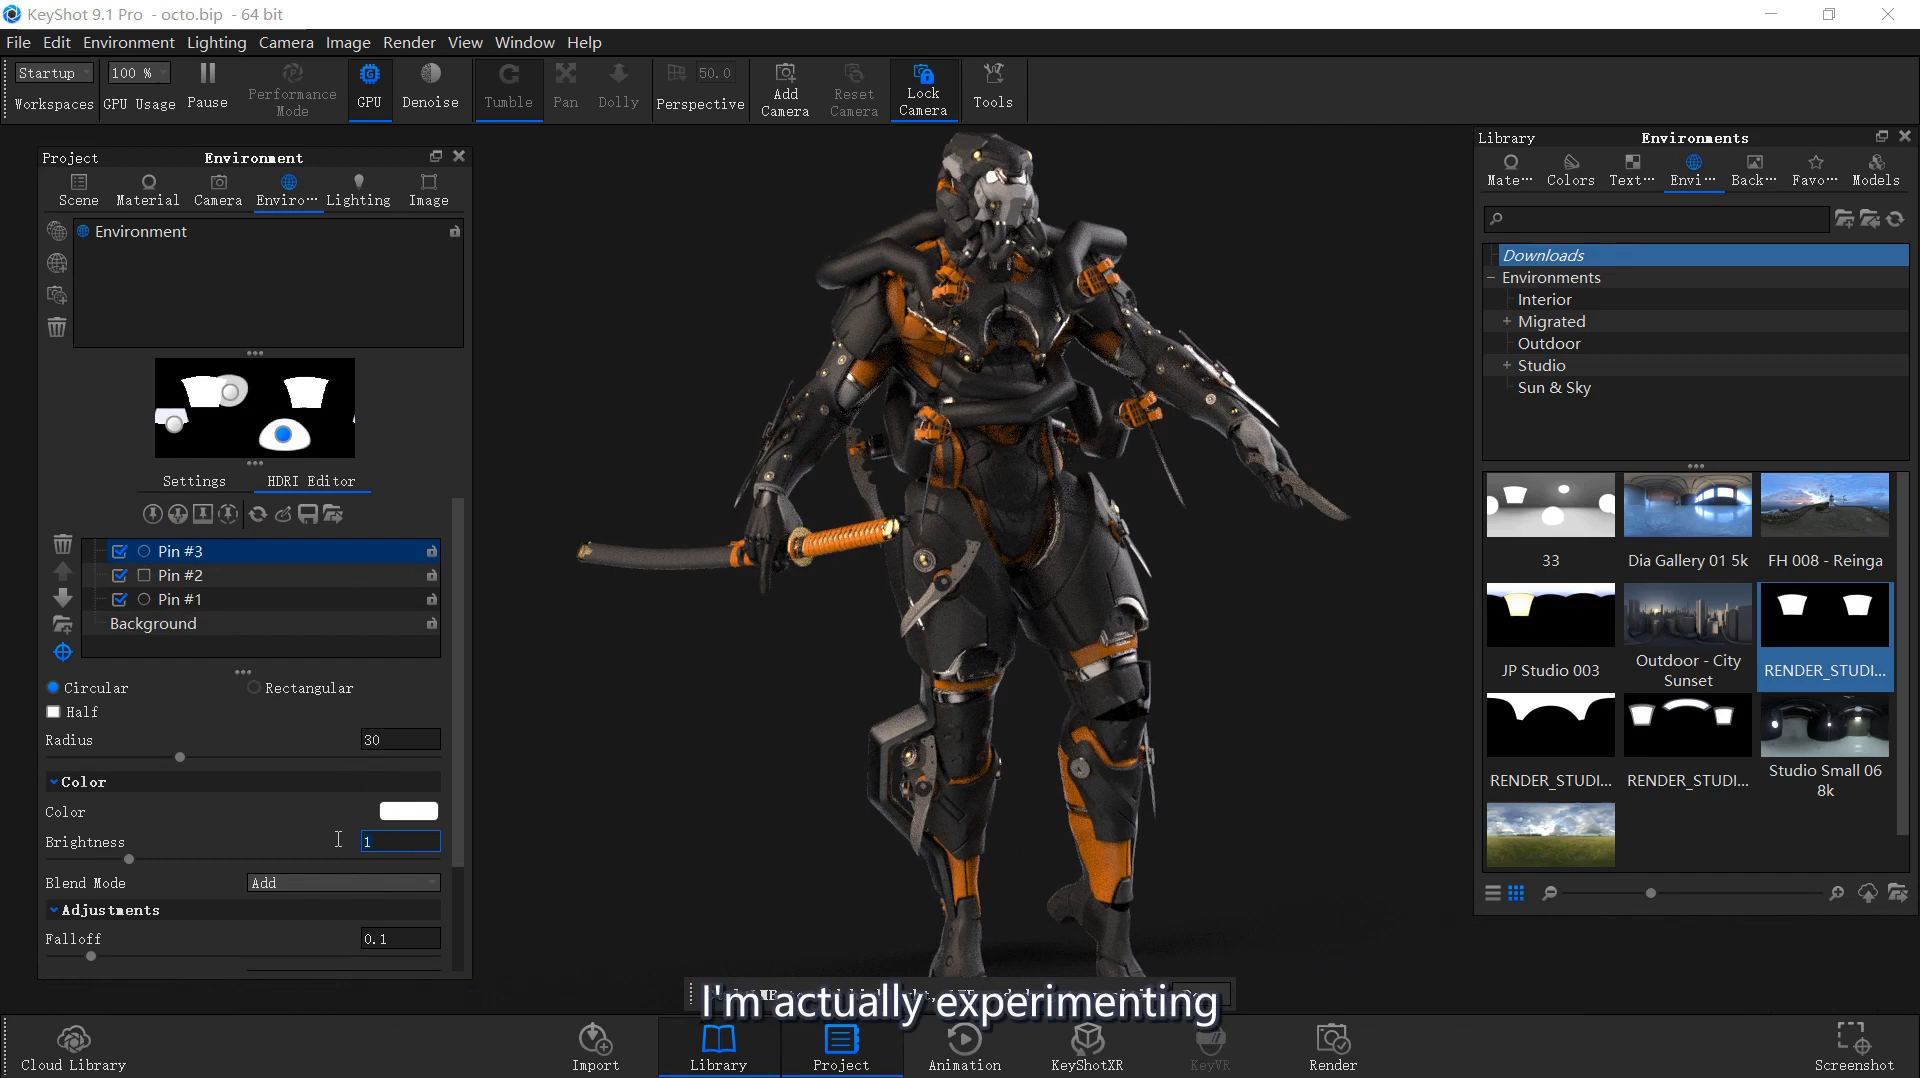 KeyShot 9.1 Pro - octo.bip - 64 bit
File Edit Environment Lighting Camera Image Render View Window Help
Startup 100 % 50.0
Workspaces GPU Usage Pause Performance Mode GPU Denoise Tumble Pan Dolly Perspective Add Camera Reset Camera Lock Camera Tools
Project Environment
Scene Material Camera Enviro··· Lighting Image
Environment
Settings HDRI Editor
Pin #3
Pin #2
Pin #1
Background
Circular Rectangular
Half
Radius 30
Color
Color
Brightness 1
Blend Mode Add
Adjustments
Falloff 0.1
Library Environments
Mate··· Colors Text··· Envi··· Back··· Favo··· Models
Downloads
Environments
Interior
Migrated
Outdoor
Studio
Sun & Sky
33 Dia Gallery 01 5k FH 008 - Reinga
JP Studio 003 Outdoor - City Sunset RENDER_STUDI...
RENDER_STUDI... RENDER_STUDI... Studio Small 06 8k
I'm actually experimenting
Cloud Library Import Library Project Animation KeyShotXR KeyVR Render Screenshot